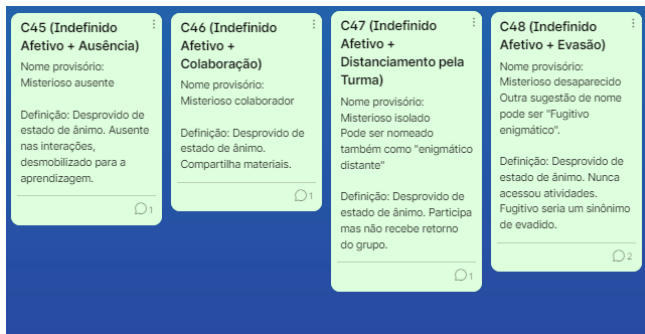 C45 (Indefinido
Afetivo + Ausência)
Nome provisório:
Misterioso ausente
Definição: Desprovido de
estado de ânimo. Ausente
nas interações,
desmobilizado para a
aprendizagem.
1
C46 (Indefinido
Afetivo +
Colaboração)
Nome provisório:
Misterioso colaborador
Definição: Desprovido de
estado de ânimo.
Compartilha materiais.
1
C47 (Indefinido
Afetivo +
Distanciamento pela
Turma)
Nome provisório:
Misterioso isolado
Pode ser nomeado
também como "enigmático
distante"
Definição: Desprovido de
estado de ânimo. Participa
mas não recebe retorno
do grupo.
1
C48 (Indefinido
Afetivo + Evasão)
Nome provisório:
Misterioso desaparecido
Outra sugestão de nome
pode ser "Fugitivo
enigmático".
Definição: Desprovido de
estado de ânimo. Nunca
acessou atividades.
Fugitivo seria um sinônimo
de evadido.
2